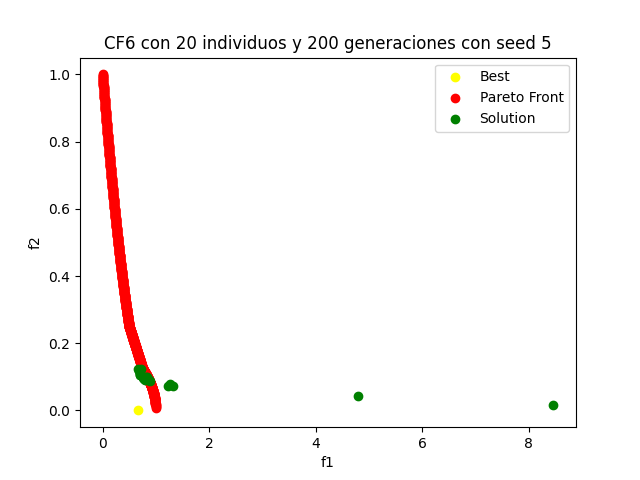 CF6 con 20 individuos y 200 generaciones con seed 5
Best
Pareto Front
Solution
1.0
0.8
0.6
0.4
0.2
0.0
f2
0
2
4
6
8
f1